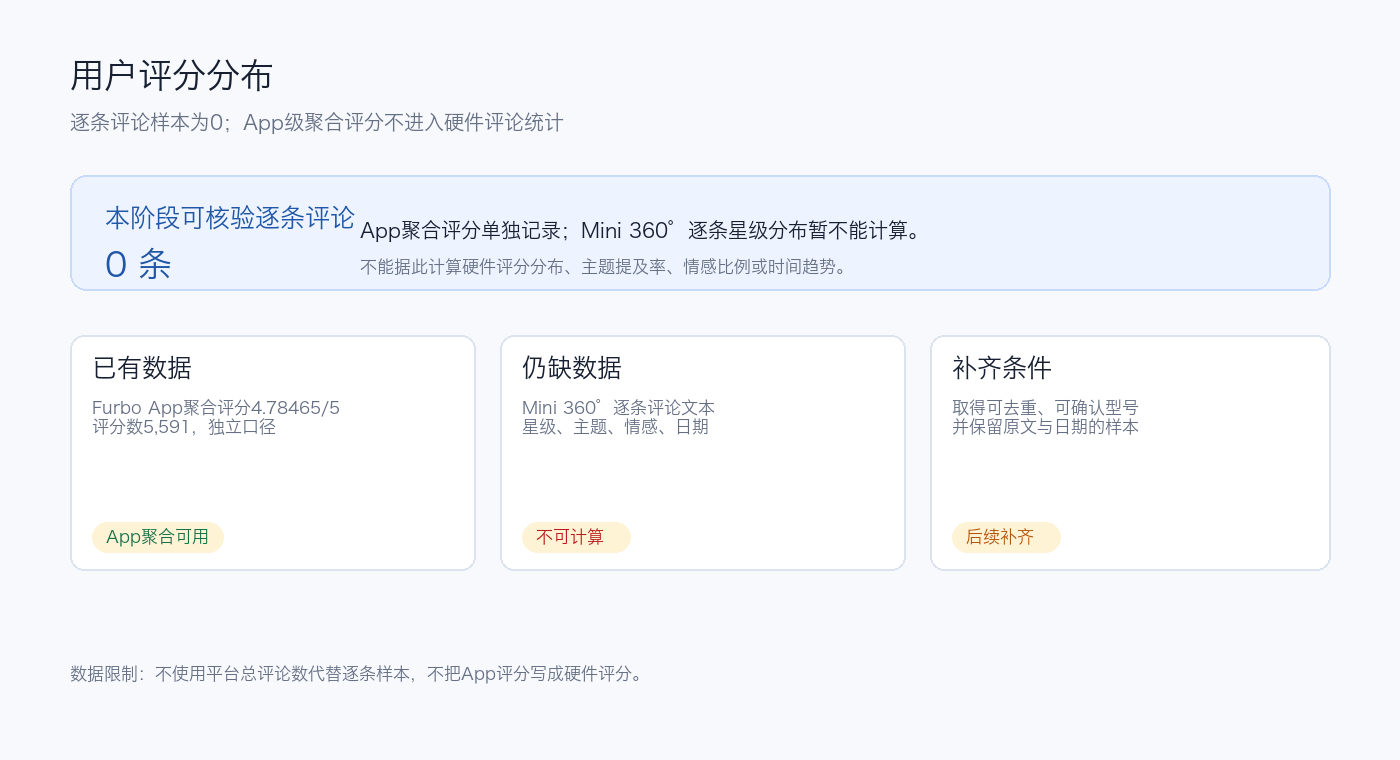 用户评分分布
逐条评论样本为0；App级聚合评分不进入硬件评论统计
本阶段可核验逐条评论
0 条
App聚合评分单独记录；Mini 360°逐条星级分布暂不能计算。
不能据此计算硬件评分分布、主题提及率、情感比例或时间趋势。
已有数据
Furbo App聚合评分4.78465/5
评分数5,591，独立口径
App聚合可用
仍缺数据
Mini 360°逐条评论文本
星级、主题、情感、日期
不可计算
补齐条件
取得可去重、可确认型号
并保留原文与日期的样本
后续补齐
数据限制：不使用平台总评论数代替逐条样本，不把App评分写成硬件评分。